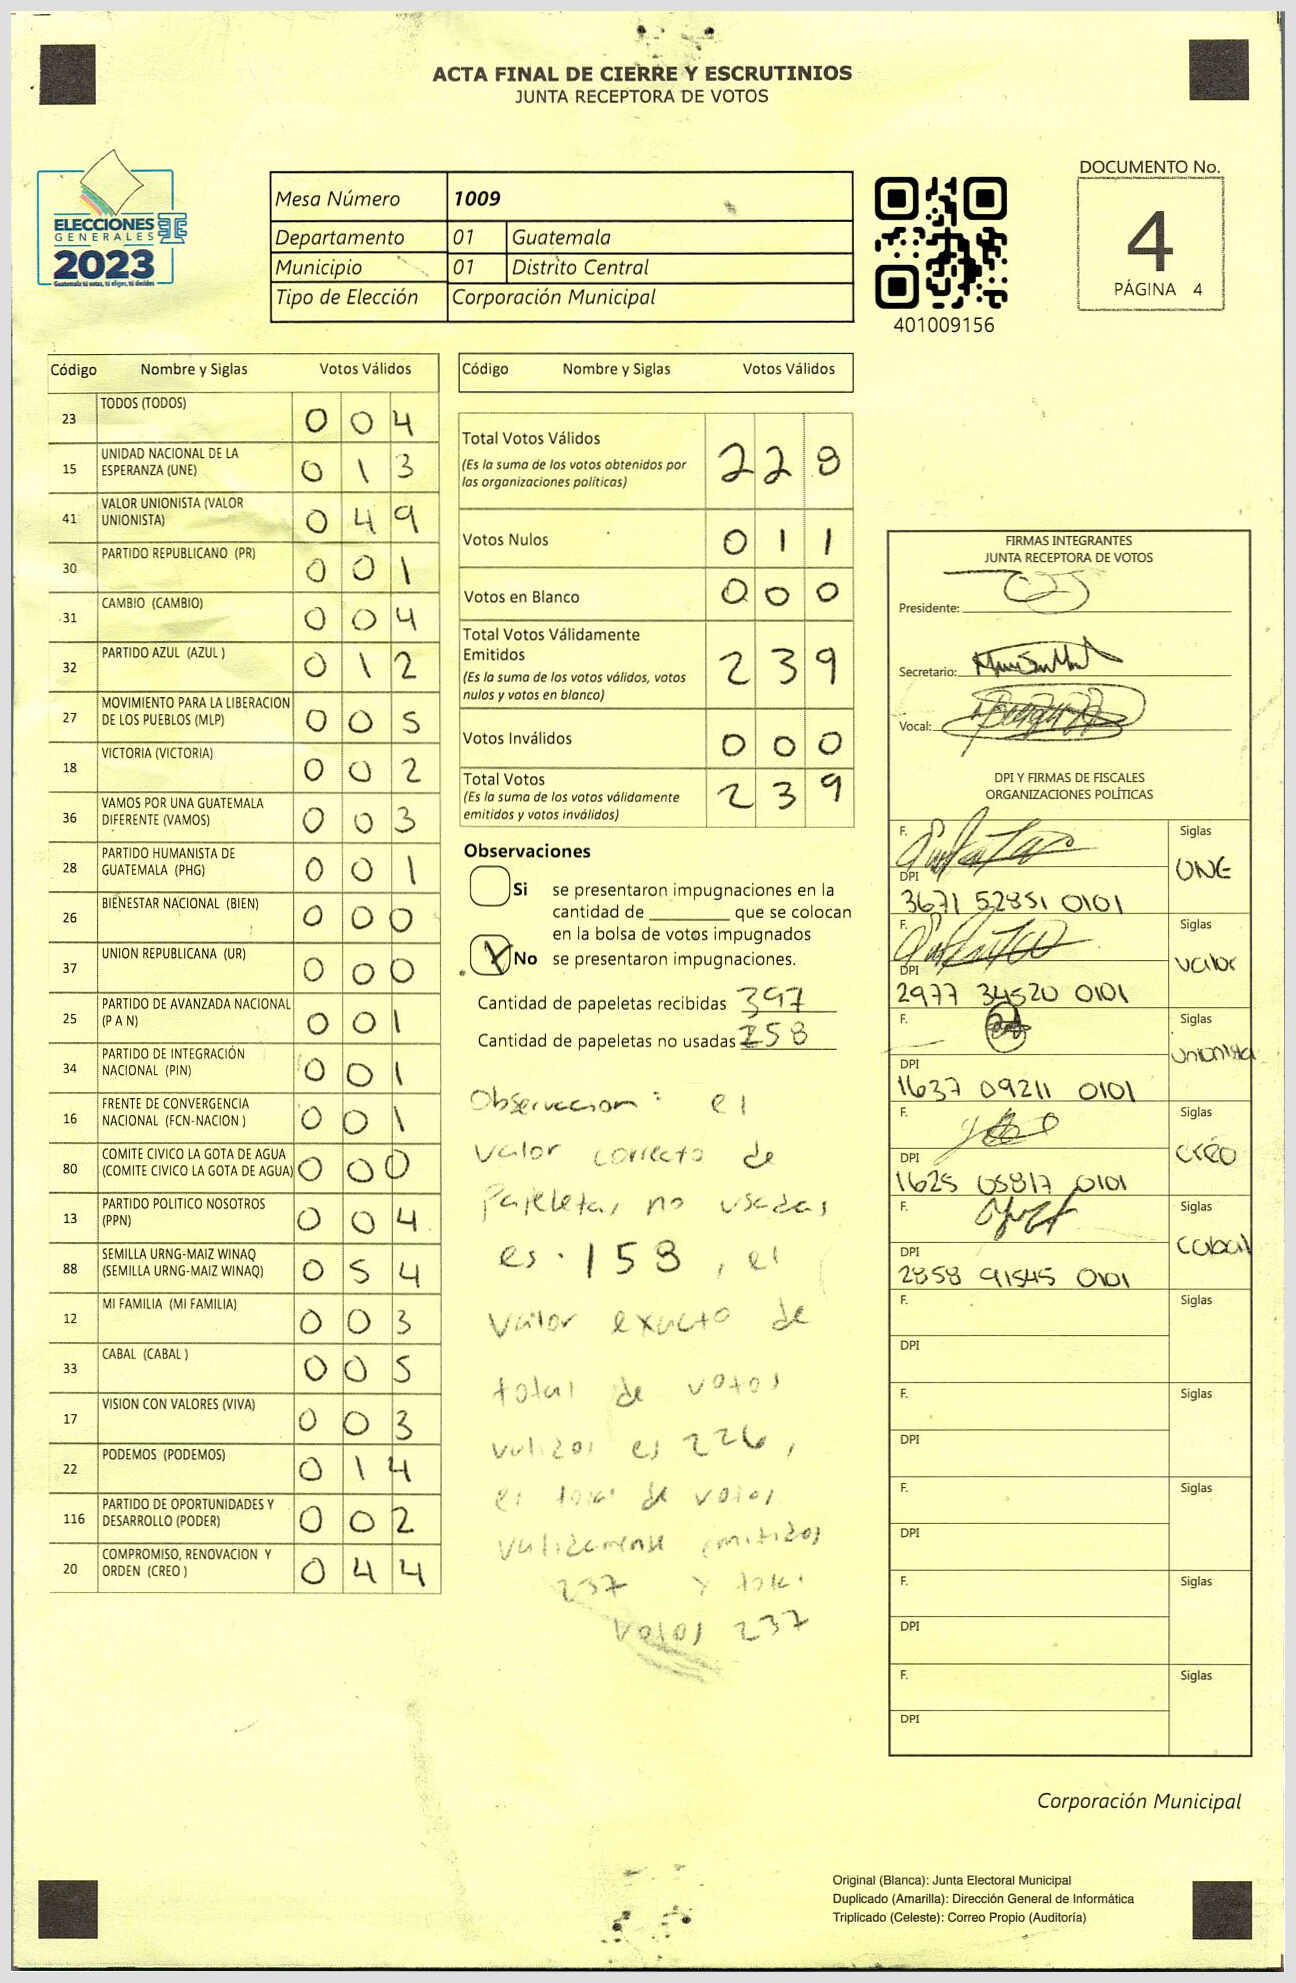 ACTA FINAL DE CIERRE Y ESCRUTINIOS
JUNTA RECEPTORA DE VOTOS
ELECCIONES
GENERALES
2023
Guatemala tú votas, tú eliges, tú decides
Mesa Número 1009
Departamento 01 Guatemala
Municipio 01 Distrito Central
Tipo de Elección Corporación Municipal
401009156
DOCUMENTO No.
4
PÁGINA 4
Código Nombre y Siglas Votos Válidos
23 TODOS (TODOS) 0 0 4
15 UNIDAD NACIONAL DE LA
ESPERANZA (UNE) 0 1 3
41 VALOR UNIONISTA (VALOR
UNIONISTA) 0 4 9
30 PARTIDO REPUBLICANO (PR) 0 0 1
31 CAMBIO (CAMBIO) 0 0 4
32 PARTIDO AZUL (AZUL ) 0 1 2
27 MOVIMIENTO PARA LA LIBERACION
DE LOS PUEBLOS (MLP) 0 0 5
18 VICTORIA (VICTORIA) 0 0 2
36 VAMOS POR UNA GUATEMALA
DIFERENTE (VAMOS) 0 0 3
28 PARTIDO HUMANISTA DE
GUATEMALA (PHG) 0 0 1
26 BIENESTAR NACIONAL (BIEN) 0 0 0
37 UNION REPUBLICANA (UR) 0 0 0
25 PARTIDO DE AVANZADA NACIONAL
(P A N) 0 0 1
34 PARTIDO DE INTEGRACIÓN
NACIONAL (PIN) 0 0 1
16 FRENTE DE CONVERGENCIA
NACIONAL (FCN-NACION ) 0 0 1
80 COMITE CIVICO LA GOTA DE AGUA
(COMITE CIVICO LA GOTA DE AGUA) 0 0 0
13 PARTIDO POLITICO NOSOTROS
(PPN) 0 0 4
88 SEMILLA URNG-MAIZ WINAQ
(SEMILLA URNG-MAIZ WINAQ) 0 5 4
12 MI FAMILIA (MI FAMILIA) 0 0 3
33 CABAL (CABAL ) 0 0 5
17 VISION CON VALORES (VIVA) 0 0 3
22 PODEMOS (PODEMOS) 0 1 4
116 PARTIDO DE OPORTUNIDADES Y
DESARROLLO (PODER) 0 0 2
20 COMPROMISO, RENOVACION Y
ORDEN (CREO ) 0 4 4
Código Nombre y Siglas Votos Válidos
Total Votos Válidos 2 2 8
(Es la suma de los votos obtenidos por
las organizaciones políticas)
Votos Nulos 0 1 1
Votos en Blanco 0 0 0
Total Votos Válidamente
Emitidos 2 3 9
(Es la suma de los votos válidos, votos
nulos y votos en blanco)
Votos Inválidos 0 0 0
Total Votos 2 3 9
(Es la suma de los votos válidamente
emitidos y votos inválidos)
Observaciones
Si se presentaron impugnaciones en la
cantidad de ________ que se colocan
en la bolsa de votos impugnados
No se presentaron impugnaciones.
Cantidad de papeletas recibidas 397
Cantidad de papeletas no usadas 258
Observacion: el
valor correcto de
papeletas no usadas
es 158, el
valor exacto de
total de votos
validos es 226,
el total de votos
validamense emitidos
237 y total
votos 237
FIRMAS INTEGRANTES
JUNTA RECEPTORA DE VOTOS
Presidente:
Secretario:
Vocal:
DPI Y FIRMAS DE FISCALES
ORGANIZACIONES POLÍTICAS
F. Siglas
UNE
DPI
3671 52851 0101
F. Siglas
valor
DPI
2977 34520 0101
F. Siglas
unionista
DPI
1637 09211 0101
F. Siglas
creo
DPI
1625 05817 0101
F. Siglas
cabal
DPI
2858 91545 0101
F. Siglas
DPI
F. Siglas
DPI
F. Siglas
DPI
F. Siglas
DPI
F. Siglas
DPI
Corporación Municipal
Original (Blanca): Junta Electoral Municipal
Duplicado (Amarilla): Dirección General de Informática
Triplicado (Celeste): Correo Propio (Auditoría)